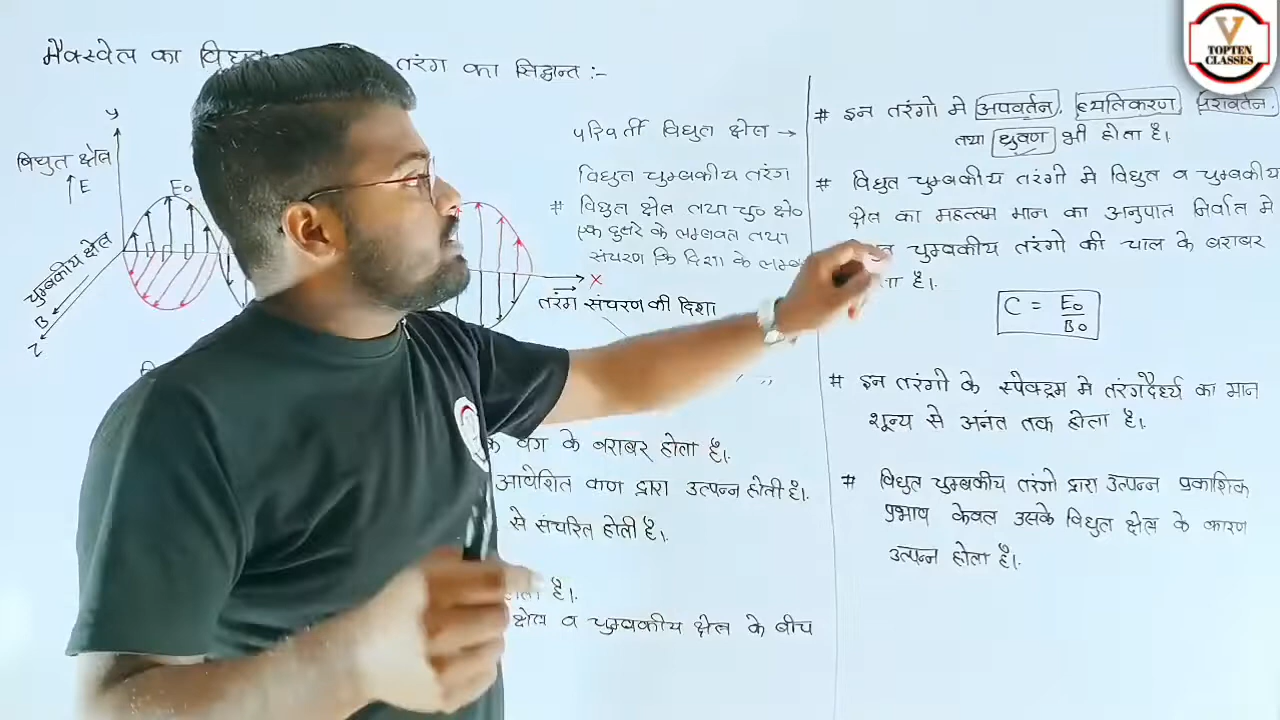 मैक्स्वेल का विद्युत
तरंग का सिद्धान्त :-
y
विद्युत क्षेत्र
↑ E
E₀
चुम्बकीय क्षेत्र
B
Z
X
तरंग संचरण की दिशा
परिवर्ती विद्युत क्षेत्र →
विद्युत चुम्बकीय तरंग
# विद्युत क्षेत्र तथा चु० क्षे०
एक दुसरे के लम्बवत तथा
संचरण कि दिशा के लम्ब
के वेग के बराबर होता है।
आवेशित कण द्वारा उत्पन्न होती है।
से संचरित होती है।
होता है।
क्षेत्र व चुम्बकीय क्षेत्र के बीच
# इन तरंगो मे अपवर्तन, व्यतिकरण, परावर्तन,
तथा ध्रुवण भी होता है।
# विद्युत चुम्बकीय तरंगो मे विद्युत व चुम्बकीय
क्षेत्र का महत्तम मान का अनुपात निर्वात मे
चुम्बकीय तरंगो की चाल के बराबर
है।
C = E₀/B₀
# इन तरंगो के स्पेक्ट्रम मे तरंगदैर्ध्य का मान
शून्य से अनंत तक होता है।
# विद्युत चुम्बकीय तरंगो द्वारा उत्पन्न प्रकाशिक
प्रभाव केवल उसके विद्युत क्षेत्र के कारण
उत्पन्न होता है।
V
TOPTEN
CLASSES